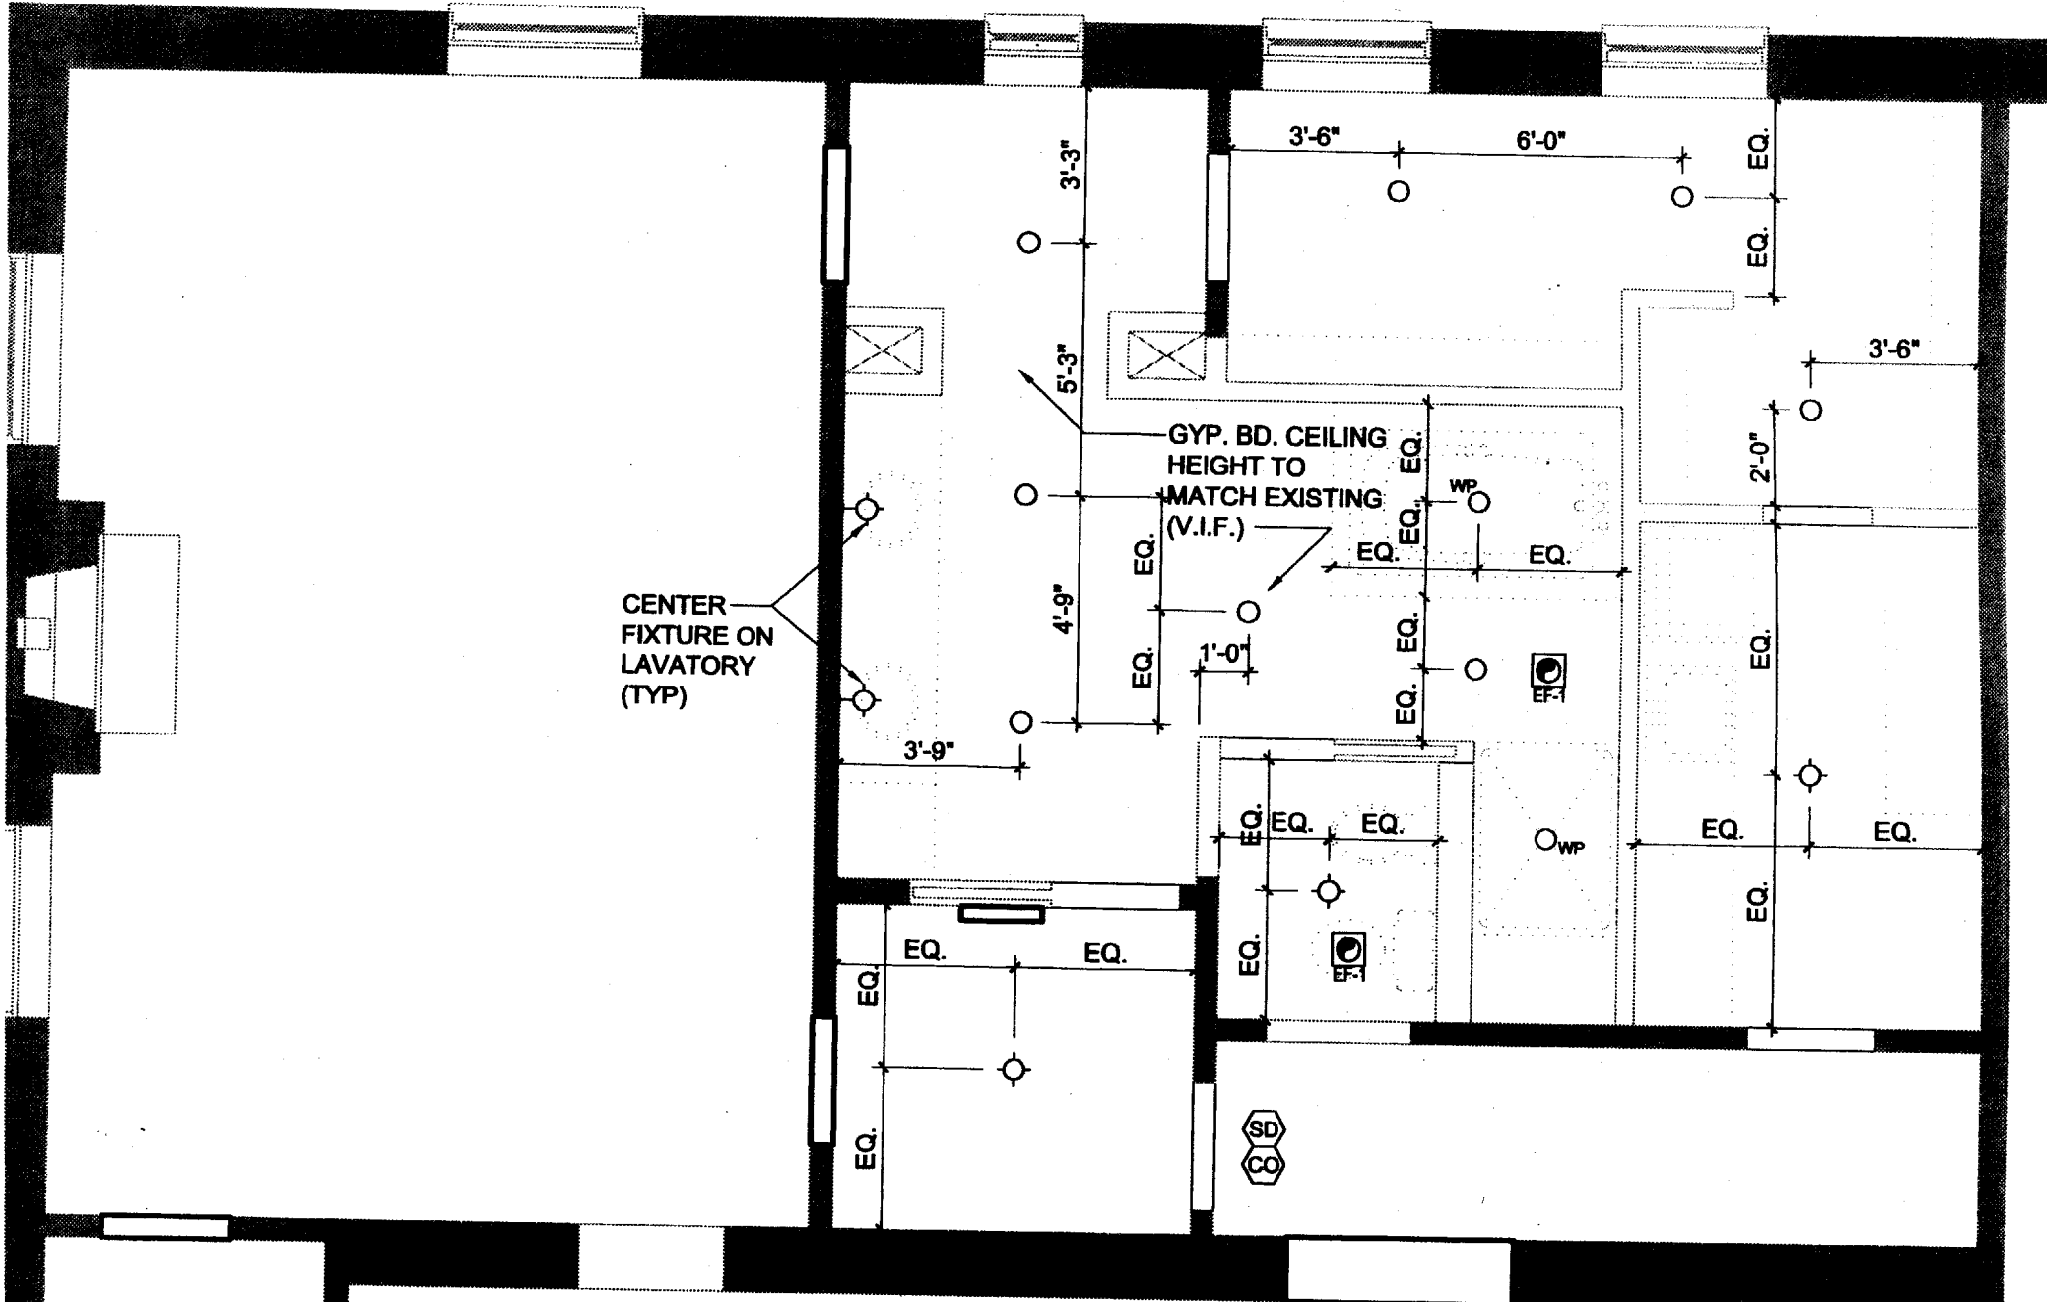 3'-6"
6'-0"
EQ.
3'-3"
EQ.
5'-3"
3'-6"
GYP. BD. CEILING
HEIGHT TO
MATCH EXISTING
(V.I.F.)
EQ.
2'-0"
WP
EQ.
EQ.
EQ.
EQ.
CENTER
FIXTURE ON
LAVATORY
(TYP)
4'-9"
EQ.
1'-0"
EQ.
EQ.
EF-1
EQ.
EQ.
3'-9"
EQ.
EQ.
EQ.
WP
EQ.
EQ.
EQ.
EQ.
EQ.
EQ.
EQ.
EQ.
EF-1
SD
CO
EQ.